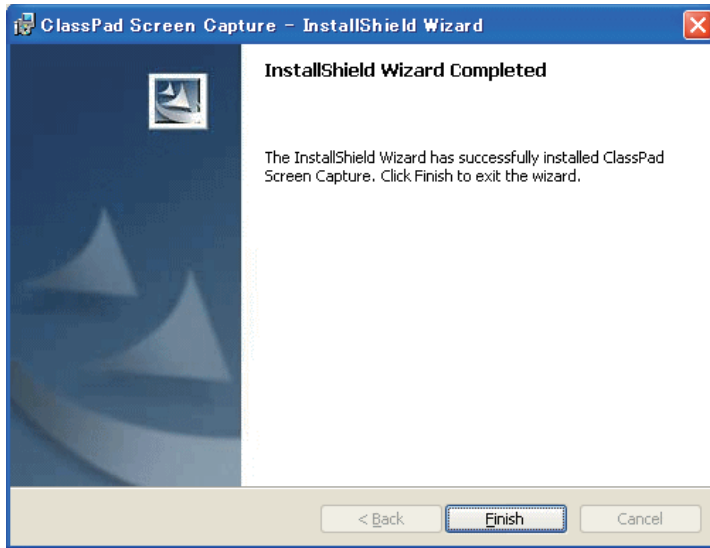 ClassPad Screen Capture - InstallShield Wizard
InstallShield Wizard Completed
The InstallShield Wizard has successfully installed ClassPad
Screen Capture. Click Finish to exit the wizard.
< Back
Finish
Cancel